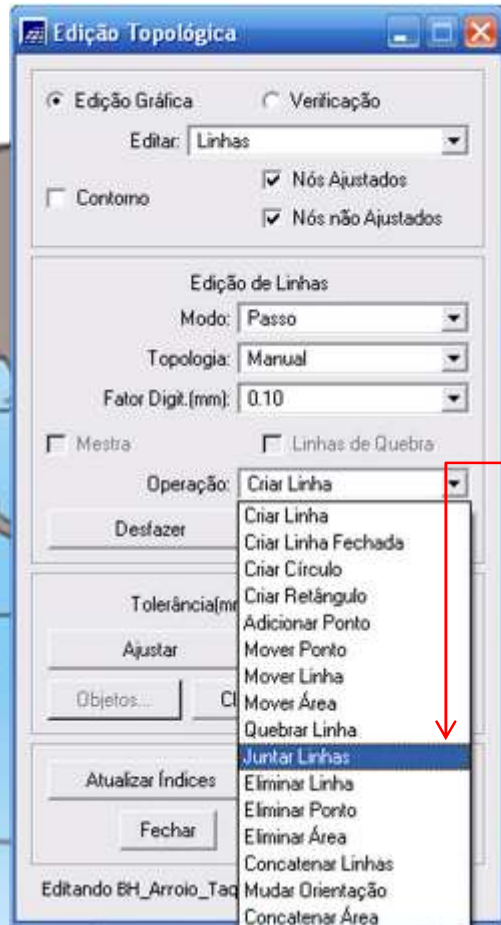 Edição Topológica
Edição Gráfica Verificação
Editar: Linhas
Contorno
Nós Ajustados
Nós não Ajustados
Edição de Linhas
Modo: Passo
Topologia: Manual
Fator Digit.(mm): 0.10
Mestra Linhas de Quebra
Operação: Criar Linha
Desfazer
Criar Linha
Criar Linha Fechada
Criar Círculo
Criar Retângulo
Adicionar Ponto
Mover Ponto
Mover Linha
Mover Área
Quebrar Linha
Juntar Linhas
Eliminar Linha
Eliminar Ponto
Eliminar Área
Concatenar Linhas
Mudar Orientação
Concatenar Área
Ajustar
Objetos...
Atualizar Índices
Fechar
Editando